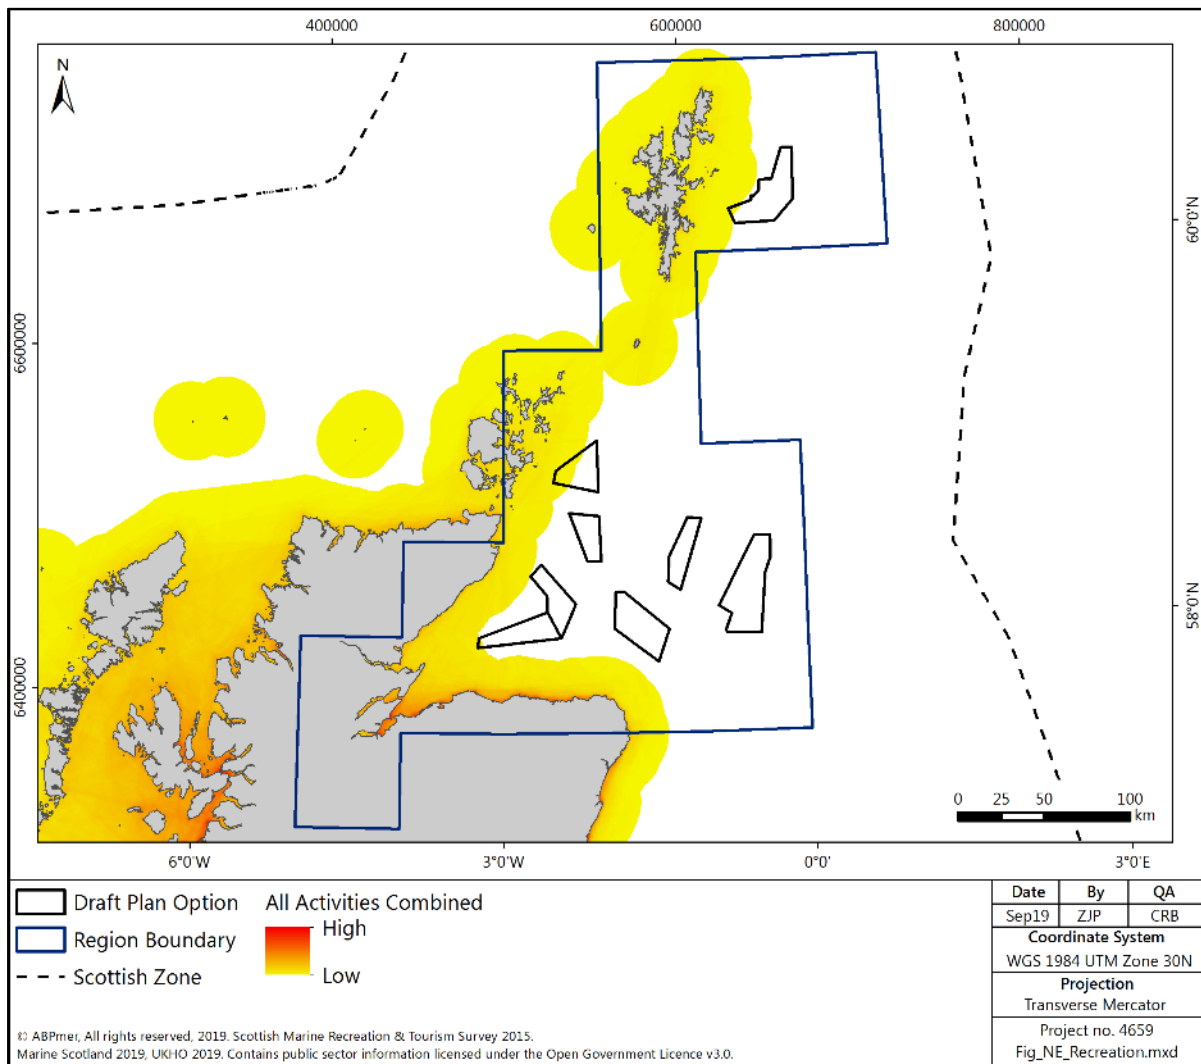 400000 600000 800000
N
60°0'N
6600000
58°0'N
6400000
0 25 50 100
km
6°0'W 3°0'W 0°0' 3°0'E
Draft Plan Option
Region Boundary
Scottish Zone
All Activities Combined
High
Low
Date By QA
Sep19 ZJP CRB
Coordinate System
WGS 1984 UTM Zone 30N
Projection
Transverse Mercator
Project no. 4659
Fig_NE_Recreation.mxd
© ABPmer, All rights reserved, 2019. Scottish Marine Recreation & Tourism Survey 2015.
Marine Scotland 2019, UKHO 2019. Contains public sector information licensed under the Open Government Licence v3.0.